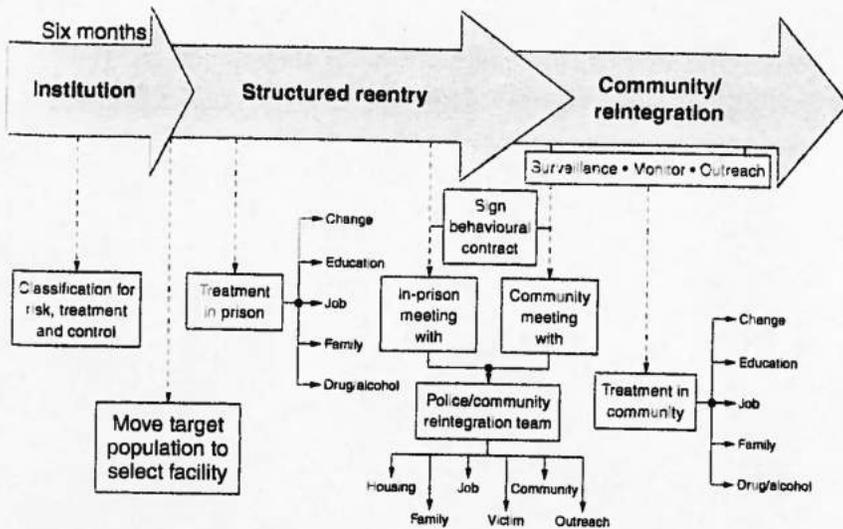 Six months
Institution
Structured reentry
Community/
reintegration
Surveillance • Monitor • Outreach
Sign
behavioural
contract
Classification for
risk, treatment
and control
Treatment
in prison
Change
Education
Job
Family
Drug/alcohol
in-prison
meeting
with
Community
meeting
with
Move target
population to
select facility
Police/community
reintegration team
Housing
Job
Community
Family
Victim
Outreach
Treatment in
community
Change
Education
Job
Family
Drug/alcohol